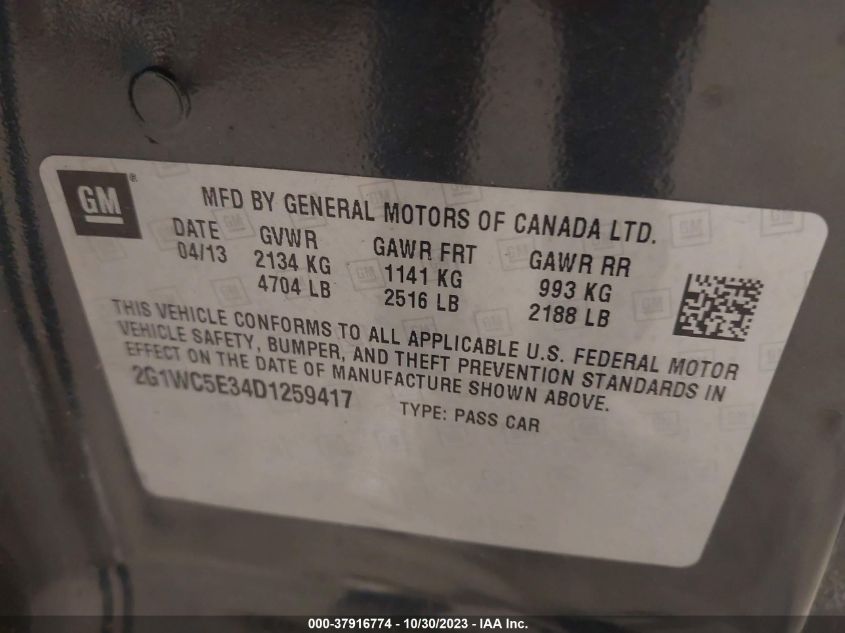 GM ®
MFD BY GENERAL MOTORS OF CANADA LTD.
DATE GVWR GAWR FRT GAWR RR
04/13 2134 KG 1141 KG 993 KG
4704 LB 2516 LB 2188 LB
THIS VEHICLE CONFORMS TO ALL APPLICABLE U.S. FEDERAL MOTOR
VEHICLE SAFETY, BUMPER, AND THEFT PREVENTION STANDARDS IN
EFFECT ON THE DATE OF MANUFACTURE SHOWN ABOVE.
2G1WC5E34D1259417 TYPE: PASS CAR
000-37916774 - 10/30/2023 - IAA Inc.